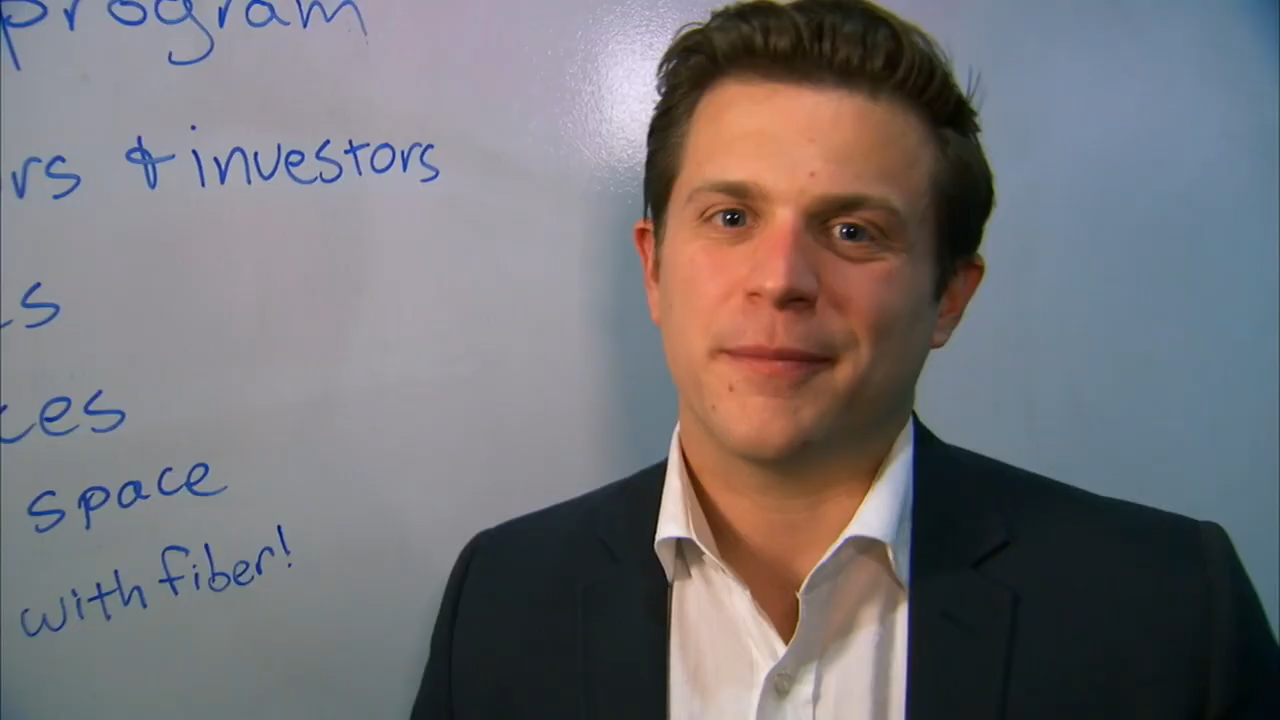 program
rs & investors
s
ces
space
with fiber!